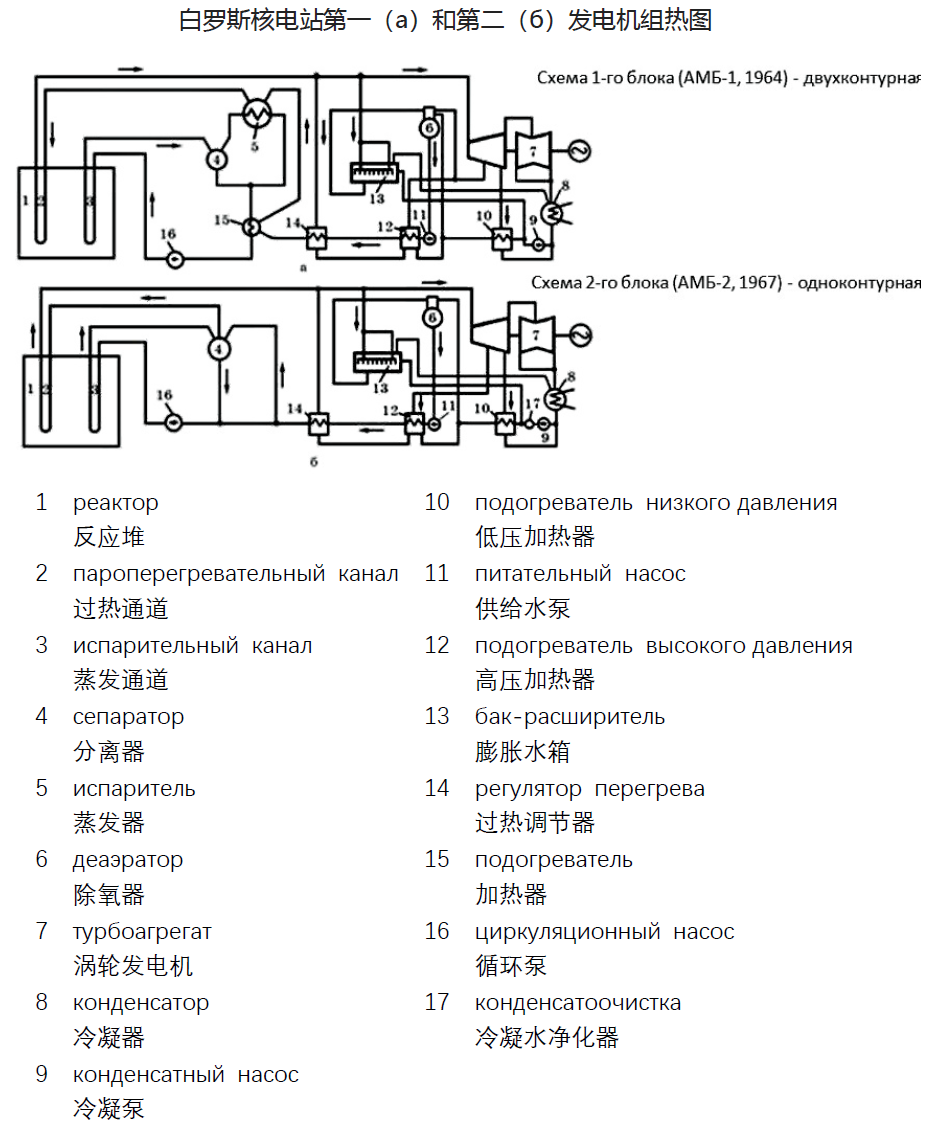 白罗斯核电站第一（a）和第二（б）发电机组热图
Схема 1-го блока (АМБ-1, 1964) - двухконтурная
1 2 3 4 5 6 7 8 9 10 11 12 13 14 15 16
а
Схема 2-го блока (АМБ-2, 1967) - одноконтурная
1 2 3 4 6 7 8 9 10 11 12 13 14 16 17
б
1 реактор
反应堆
2 пароперегревательный канал
过热通道
3 испарительный канал
蒸发通道
4 сепаратор
分离器
5 испаритель
蒸发器
6 деаэратор
除氧器
7 турбоагрегат
涡轮发电机
8 конденсатор
冷凝器
9 конденсатный насос
冷凝泵
10 подогреватель низкого давления
低压加热器
11 питательный насос
供给水泵
12 подогреватель высокого давления
高压加热器
13 бак-расширитель
膨胀水箱
14 регулятор перегрева
过热调节器
15 подогреватель
加热器
16 циркуляционный насос
循环泵
17 конденсатоочистка
冷凝水净化器